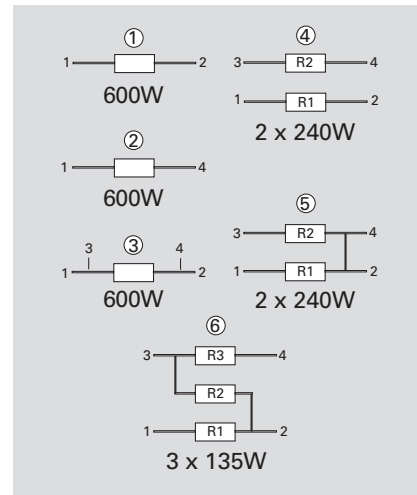 ①
1 2
600W
②
1 4
600W
③
3 4
1 2
600W
④
3 R2 4
1 R1 2
2 x 240W
⑤
3 R2 4
1 R1 2
2 x 240W
⑥
3 R3 4
R2
1 R1 2
3 x 135W